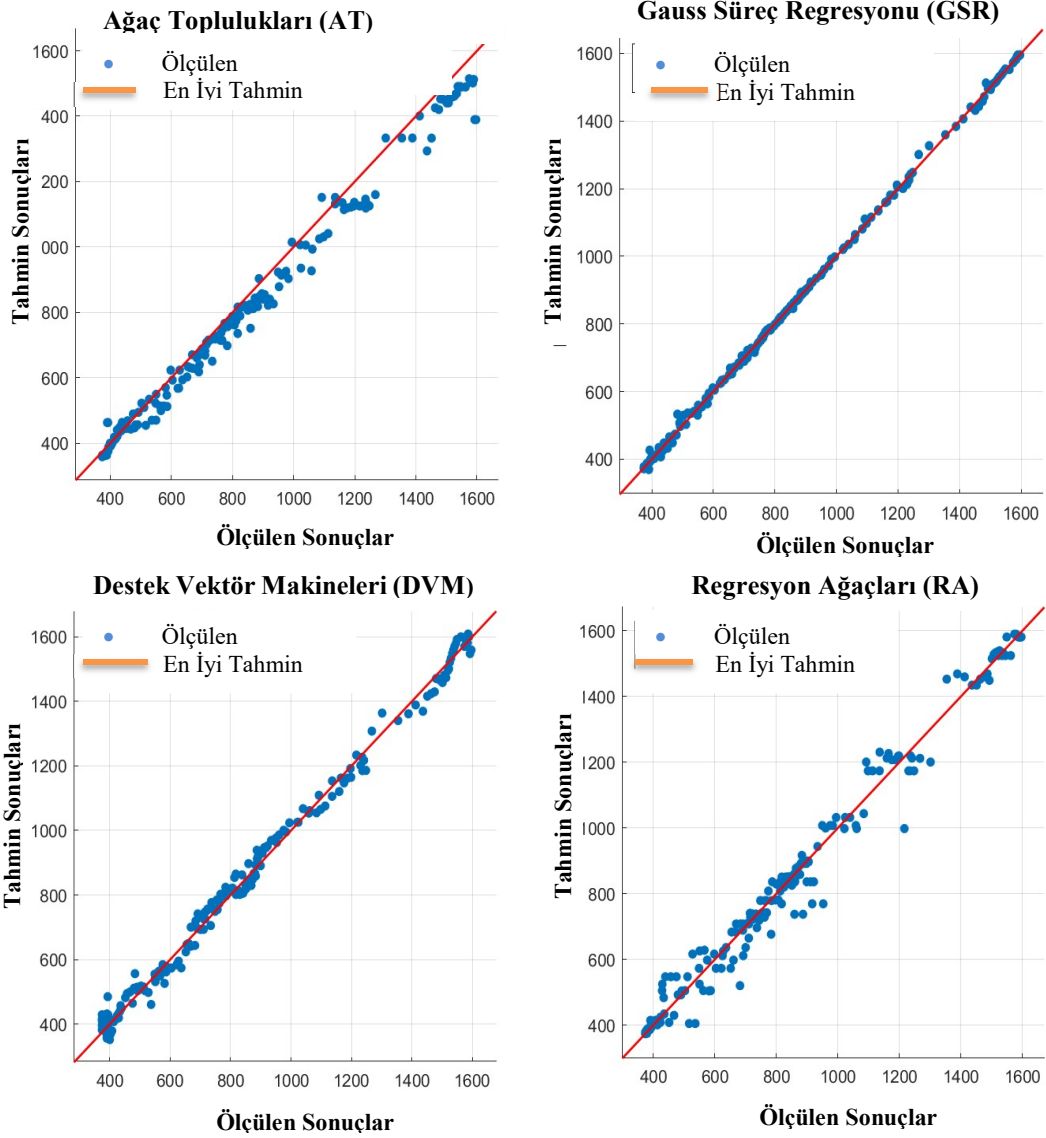 Ağaç Toplulukları (AT)
1600
400
200
000
800
600
400
Ölçülen
En İyi Tahmin
Tahmin Sonuçları
400 600 800 1000 1200 1400 1600
Ölçülen Sonuçlar
Gauss Süreç Regresyonu (GSR)
1600
1400
1200
1000
800
600
400
Ölçülen
En İyi Tahmin
Tahmin Sonuçları
400 600 800 1000 1200 1400 1600
Ölçülen Sonuçlar
Destek Vektör Makineleri (DVM)
1600
1400
1200
1000
800
600
400
Ölçülen
En İyi Tahmin
Tahmin Sonuçları
400 600 800 1000 1200 1400 1600
Ölçülen Sonuçlar
Regresyon Ağaçları (RA)
1600
1400
1200
1000
800
600
400
Ölçülen
En İyi Tahmin
Tahmin Sonuçları
400 600 800 1000 1200 1400 1600
Ölçülen Sonuçlar